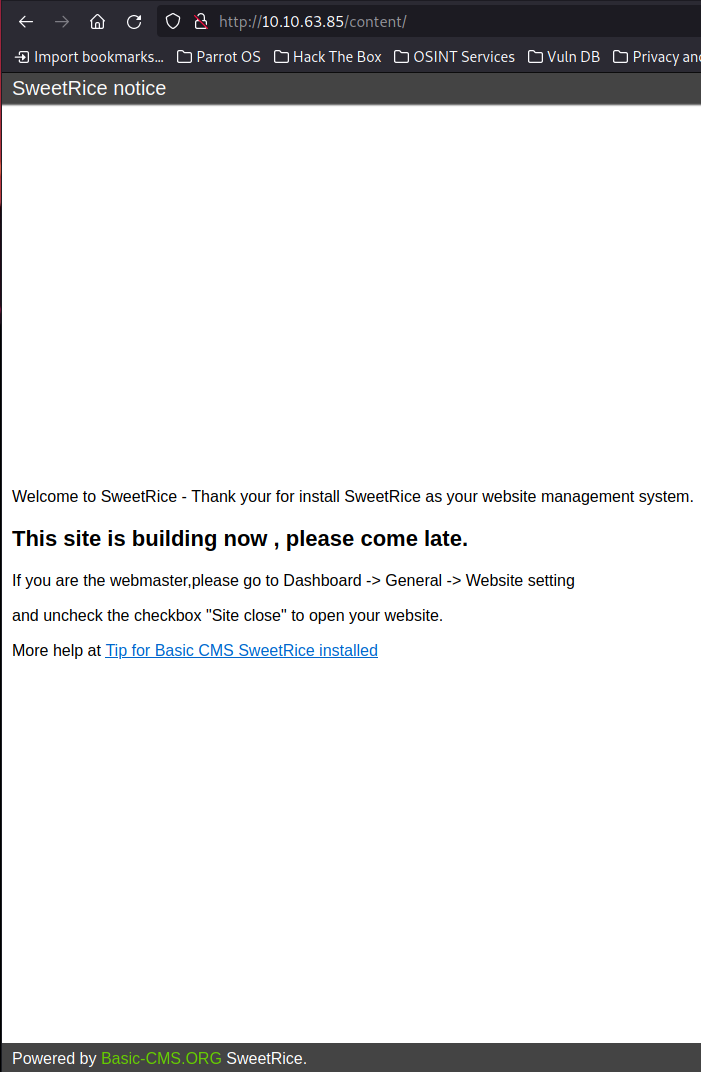 http://10.10.63.85/content/
Import bookmarks... Parrot OS Hack The Box OSINT Services Vuln DB Privacy and
SweetRice notice
Welcome to SweetRice - Thank your for install SweetRice as your website management system.
This site is building now , please come late.
If you are the webmaster,please go to Dashboard -> General -> Website setting
and uncheck the checkbox "Site close" to open your website.
More help at Tip for Basic CMS SweetRice installed
Powered by Basic-CMS.ORG SweetRice.